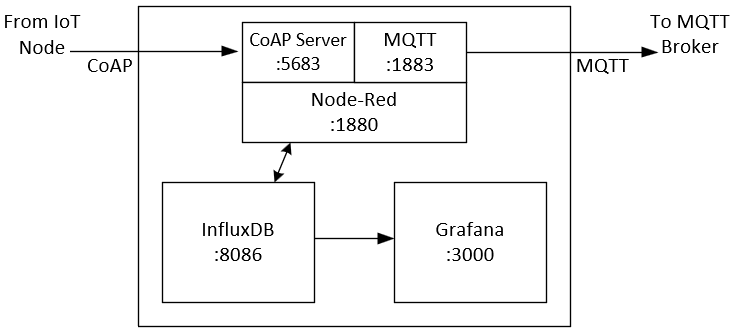 From IoT
Node
CoAP
CoAP Server
:5683
MQTT
:1883
Node-Red
:1880
MQTT
To MQTT
Broker
InfluxDB
:8086
Grafana
:3000